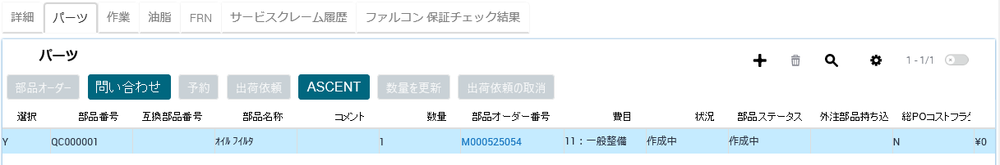 詳細 パーツ 作業 油脂 FRN サービスクレーム履歴 ファルコン 保証チェック結果
パーツ 1 - 1/1
部品オーダー 問い合わせ 予約 出荷依頼 ASCENT 数量を更新 出荷依頼の取消
選択 部品番号 互換部品番号 部品名称 コメント 数量 部品オーダー番号 費目 状況 部品ステータス 外注部品持ち込 総POコストフラグ
Y QC000001 ｵｲﾙ ﾌｨﾙﾀ 1 M000525054 11：一般整備 作成中 作成中 N ¥0